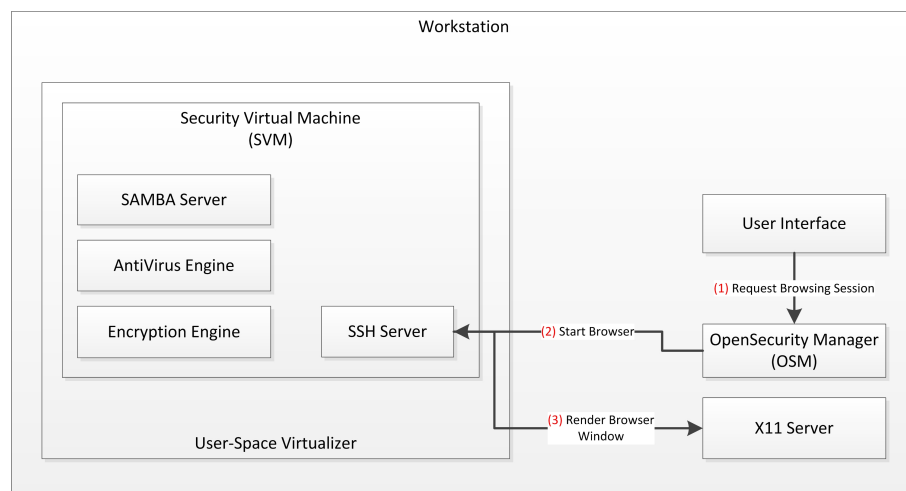 Workstation
Security Virtual Machine
(SVM)
SAMBA Server
AntiVirus Engine
Encryption Engine
SSH Server
User-Space Virtualizer
User Interface
(1) Request Browsing Session
OpenSecurity Manager
(OSM)
(2) Start Browser
(3) Render Browser
Window
X11 Server